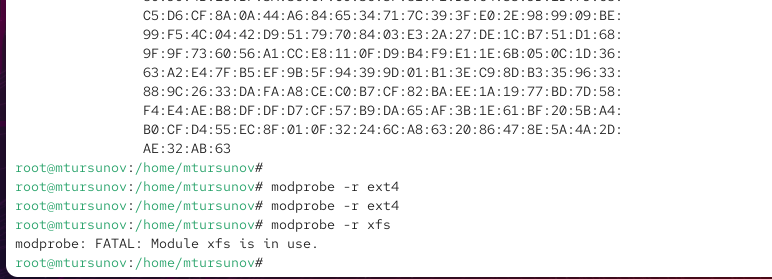 C5:D6:CF:8A:0A:44:A6:84:65:34:71:7C:39:3F:E0:2E:98:99:09:BE:
99:F5:4C:04:42:D9:51:79:70:84:03:E3:2A:27:DE:1C:B7:51:D1:68:
9F:9F:73:60:56:A1:CC:E8:11:0F:D9:B4:F9:E1:1E:6B:05:0C:1D:36:
63:A2:E4:7F:B5:EF:9B:5F:94:39:9D:01:B1:3E:C9:8D:B3:35:96:33:
88:9C:26:33:DA:FA:A8:CE:C0:B7:CF:82:BA:EE:1A:19:77:BD:7D:58:
F4:E4:AE:B8:DF:DF:D7:CF:57:B9:DA:65:AF:3B:1E:61:BF:20:5B:A4:
B0:CF:D4:55:EC:8F:01:0F:32:24:6C:A8:63:20:86:47:8E:5A:4A:2D:
AE:32:AB:63
root@mtursunov:/home/mtursunov#
root@mtursunov:/home/mtursunov# modprobe -r ext4
root@mtursunov:/home/mtursunov# modprobe -r ext4
root@mtursunov:/home/mtursunov# modprobe -r xfs
modprobe: FATAL: Module xfs is in use.
root@mtursunov:/home/mtursunov#